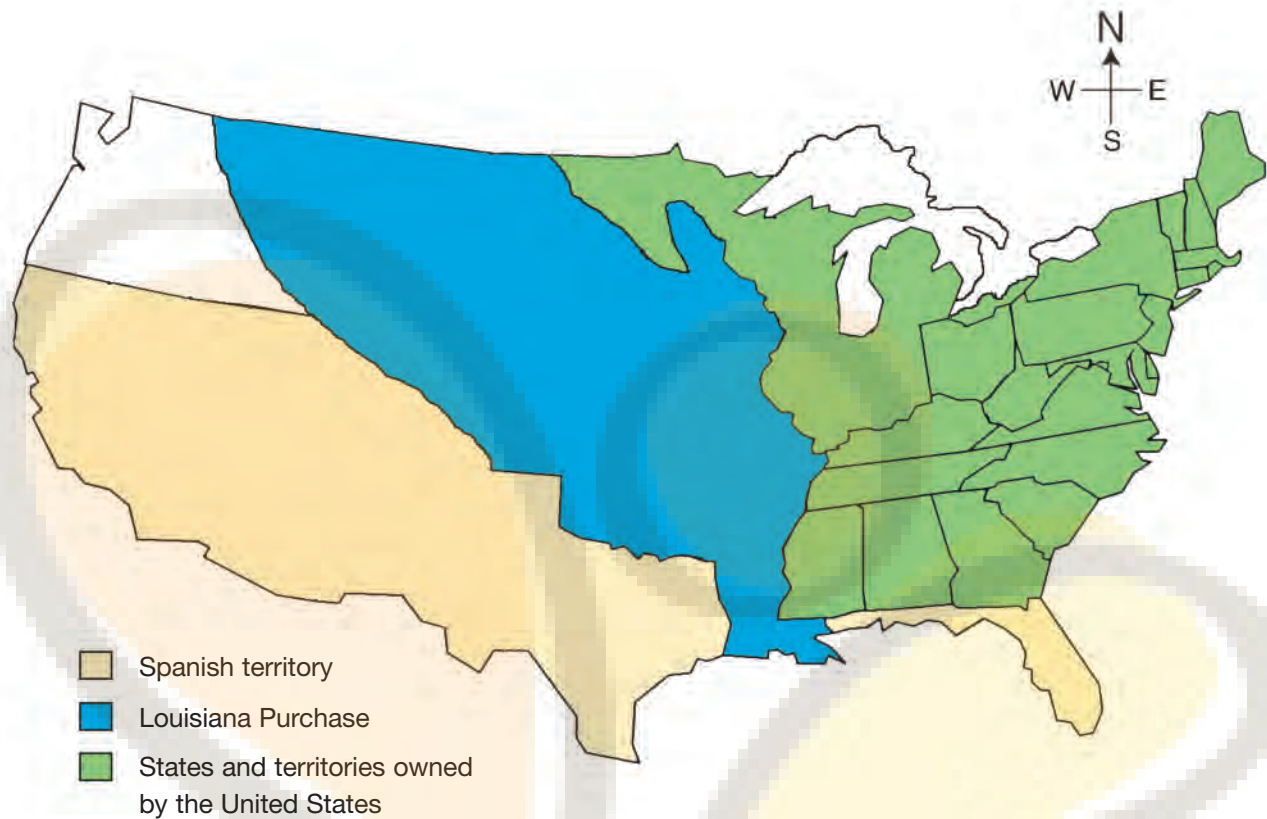 N
W E
S
Spanish territory
Louisiana Purchase
States and territories owned
by the United States